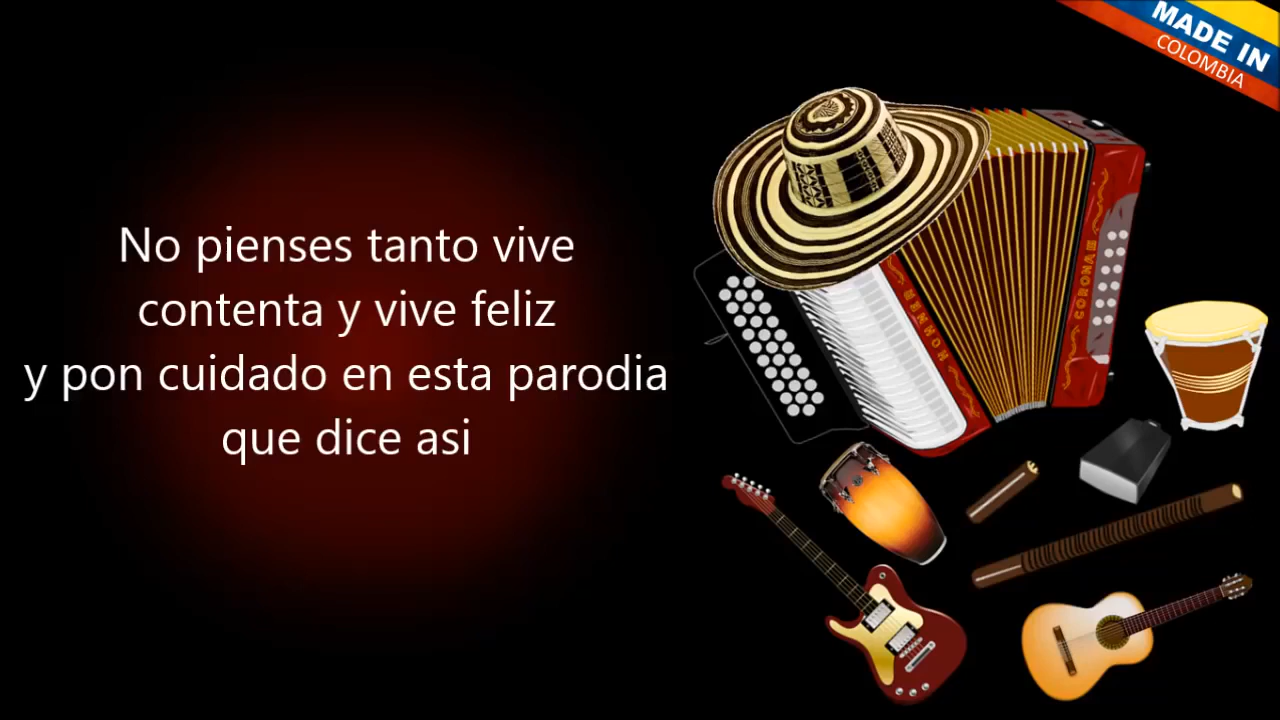 MADE IN
COLOMBIA
No pienses tanto vive
contenta y vive feliz
y pon cuidado en esta parodia
que dice asi
HOHNER
CORONA III